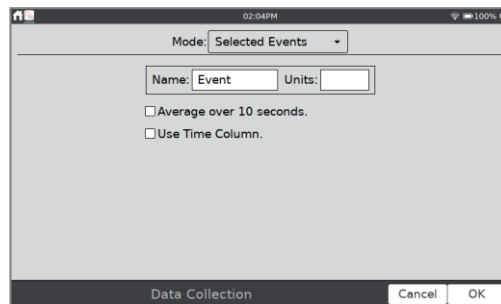 02:04PM 100%
Mode: Selected Events
Name: Event Units:
Average over 10 seconds.
Use Time Column.
Data Collection Cancel OK